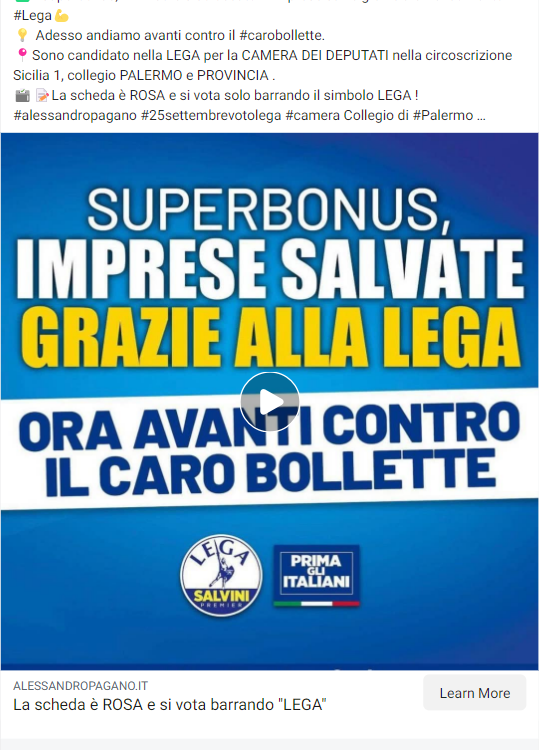 #Lega💪
💡 Adesso andiamo avanti contro il #carobollette.
📍Sono candidato nella LEGA per la CAMERA DEI DEPUTATI nella circoscrizione
Sicilia 1, collegio PALERMO e PROVINCIA .
🗳 📝La scheda è ROSA e si vota solo barrando il simbolo LEGA !
#alessandropagano #25settembrevotolega #camera Collegio di #Palermo ...
SUPERBONUS,
IMPRESE SALVATE
GRAZIE ALLA LEGA
ORA AVANTI CONTRO
IL CARO BOLLETTE
LEGA
SALVINI
PREMIER
PRIMA
GLI
ITALIANI
ALESSANDROPAGANO.IT
La scheda è ROSA e si vota barrando "LEGA"
Learn More